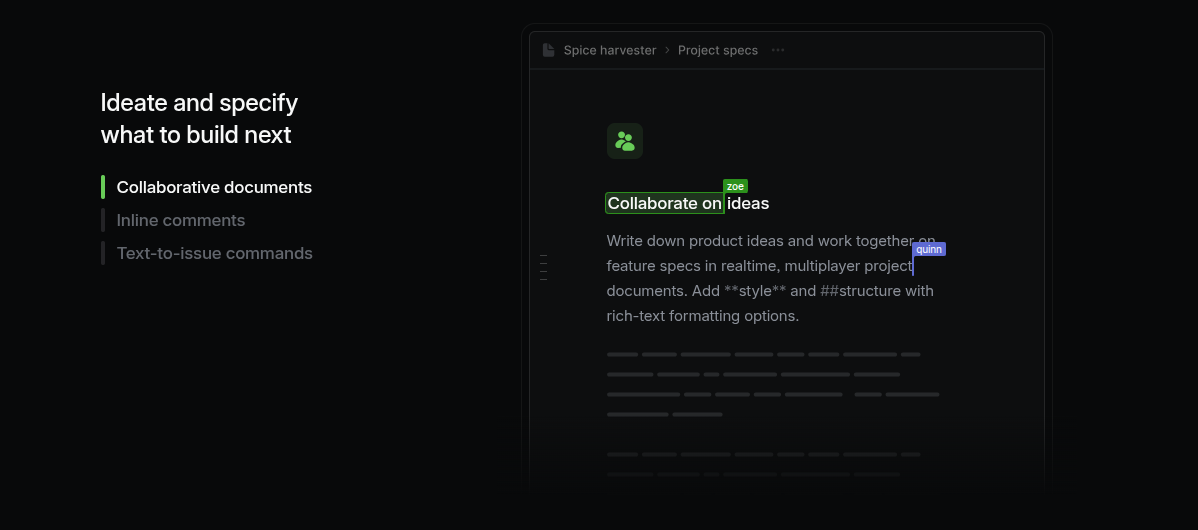 Ideate and specify
what to build next
Collaborative documents
Inline comments
Text-to-issue commands
Spice harvester › Project specs ···
zoe
Collaborate on ideas
Write down product ideas and work together on
quinn
feature specs in realtime, multiplayer project
documents. Add **style** and ##structure with
rich-text formatting options.